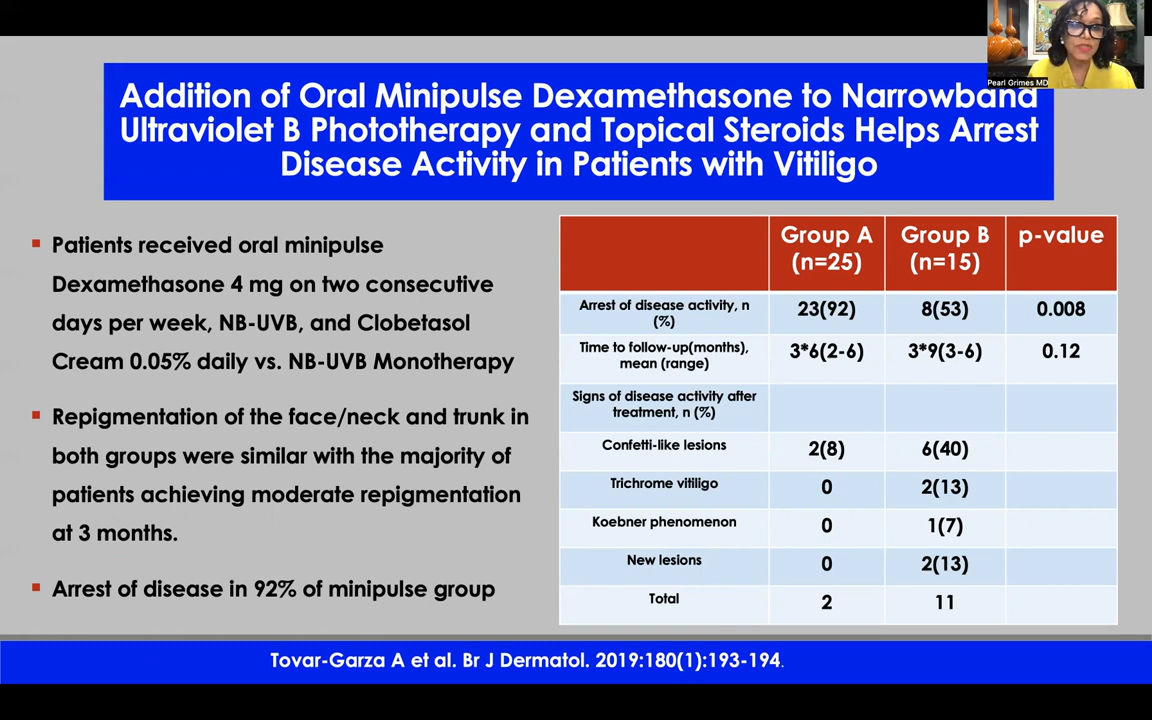 Pearl Grimes MD
Addition of Oral Minipulse Dexamethasone to Narrowband
Ultraviolet B Phototherapy and Topical Steroids Helps Arrest
Disease Activity in Patients with Vitiligo
▪ Patients received oral minipulse
Dexamethasone 4 mg on two consecutive
days per week, NB-UVB, and Clobetasol
Cream 0.05% daily vs. NB-UVB Monotherapy
▪ Repigmentation of the face/neck and trunk in
both groups were similar with the majority of
patients achieving moderate repigmentation
at 3 months.
▪ Arrest of disease in 92% of minipulse group
Group A (n=25) Group B (n=15) p-value
Arrest of disease activity, n (%) 23(92) 8(53) 0.008
Time to follow-up(months), mean (range) 3*6(2-6) 3*9(3-6) 0.12
Signs of disease activity after treatment, n (%)
Confetti-like lesions 2(8) 6(40)
Trichrome vitiligo 0 2(13)
Koebner phenomenon 0 1(7)
New lesions 0 2(13)
Total 2 11
Tovar-Garza A et al. Br J Dermatol. 2019:180(1):193-194.